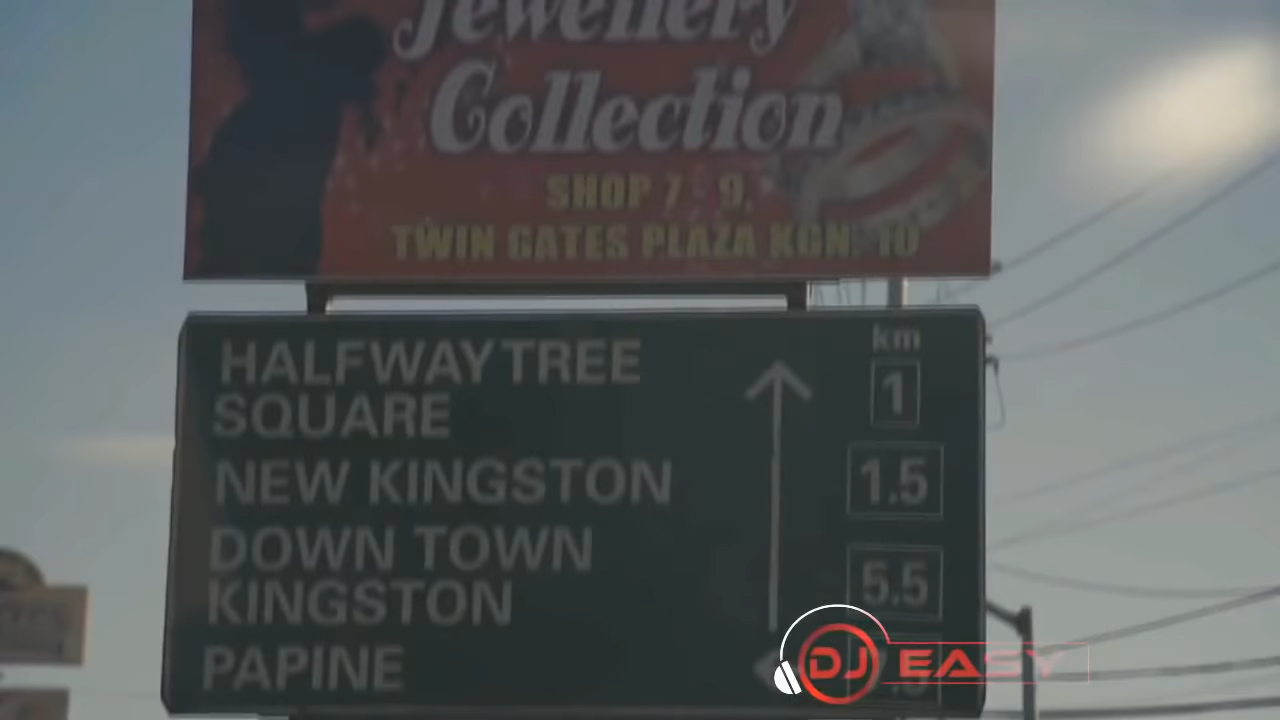 Jewellery
Collection
SHOP 7 - 9,
TWIN GATES PLAZA KGN. 10
km
HALFWAY TREE
SQUARE
1
NEW KINGSTON
1.5
DOWN TOWN
KINGSTON
5.5
PAPINE
DJ EASY